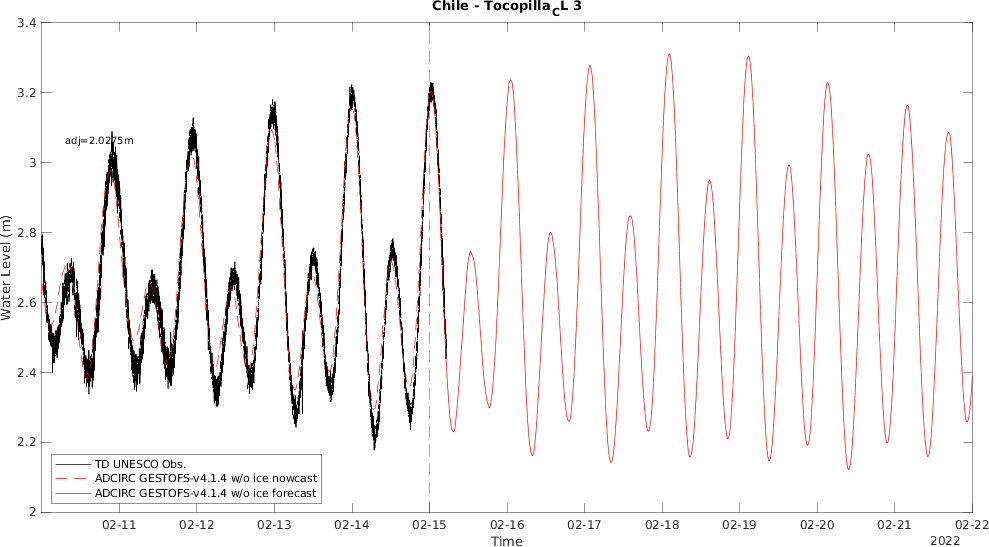 Chile - Tocopilla_CL 3
3.4
3.2
3
2.8
2.6
2.4
2.2
2
Water Level (m)
adj=2.0275m
TD UNESCO Obs.
ADCIRC GESTOFS-v4.1.4 w/o ice nowcast
ADCIRC GESTOFS-v4.1.4 w/o ice forecast
02-11 02-12 02-13 02-14 02-15 02-16 02-17 02-18 02-19 02-20 02-21 02-22
Time
2022